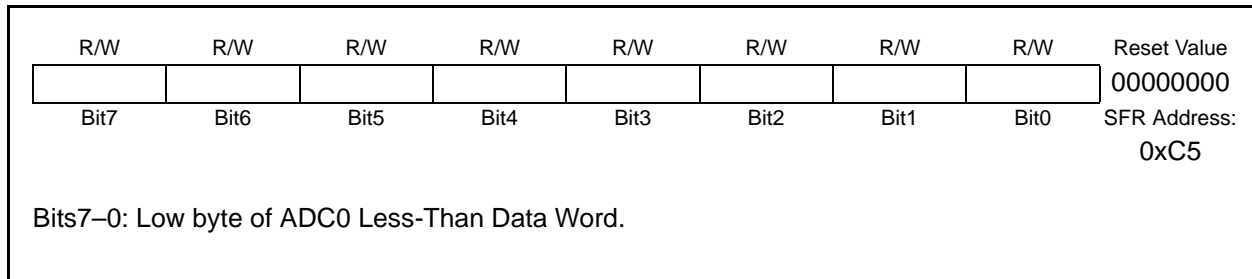 R/W R/W R/W R/W R/W R/W R/W R/W Reset Value
00000000
Bit7 Bit6 Bit5 Bit4 Bit3 Bit2 Bit1 Bit0 SFR Address:
0xC5
Bits7–0: Low byte of ADC0 Less-Than Data Word.